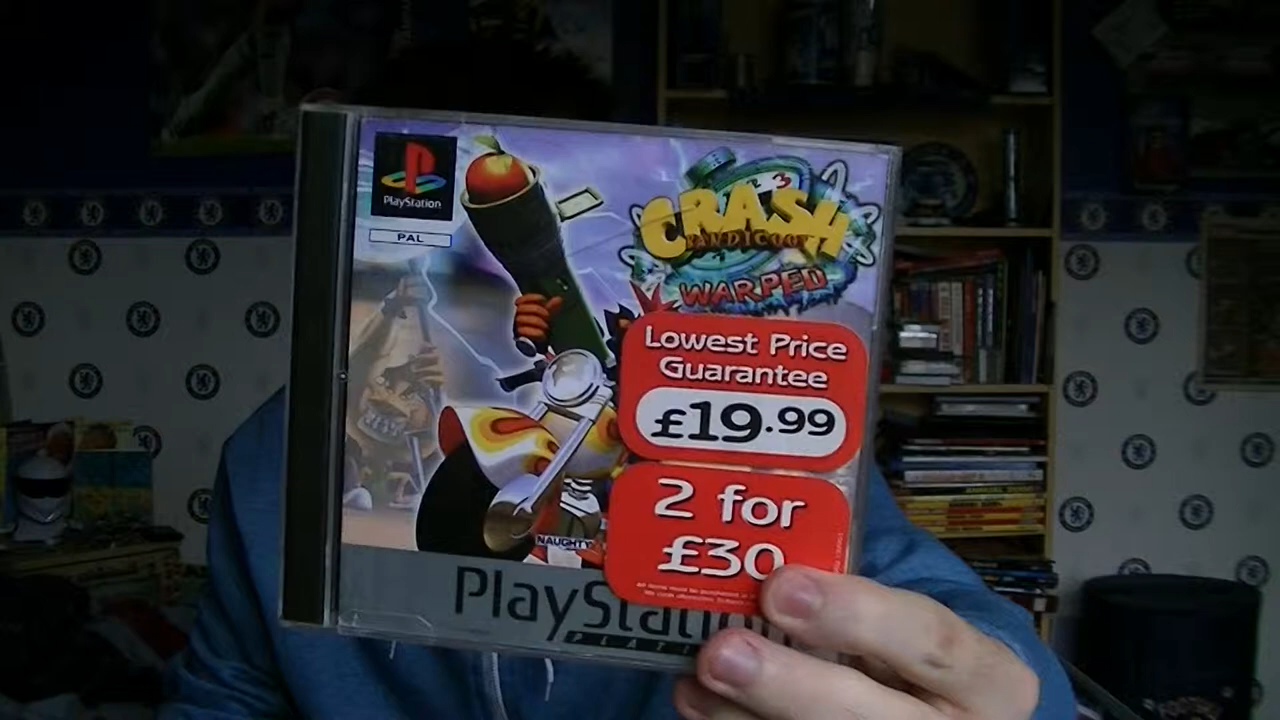 PlayStation
PAL
3
CRASH
BANDICOOT
WARPED
Lowest Price
Guarantee
£19.99
2 for
£30
NAUGHTY
PlayStation